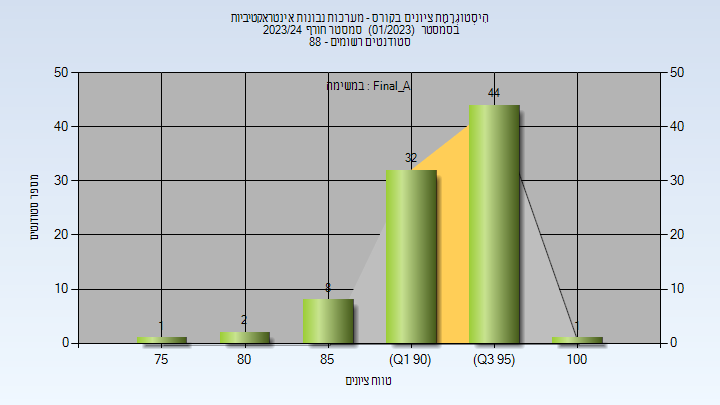 היסטוגרמת ציונים בקורס - מערכות נבונות אינטראקטיביות
בסמסטר (01/2023) סמסטר חורף 2023/24
סטודנטים רשומים - 88
במשימה : Final_A
50 50
40 40
30 30
20 20
10 10
0 0
1 2 8 32 44 1
75 80 85 (Q1 90) (Q3 95) 100
מספר סטודנטים
טווח ציונים